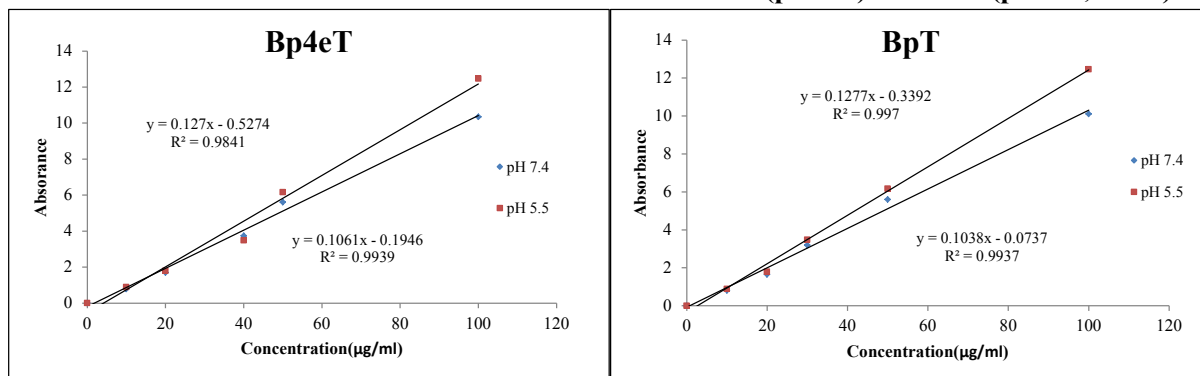 Bp4eT
14
12
10
8
6
4
2
0
Absorance
y = 0.127x - 0.5274
R² = 0.9841
y = 0.1061x - 0.1946
R² = 0.9939
pH 7.4
pH 5.5
0 20 40 60 80 100 120
Concentration(µg/ml)
BpT
14
12
10
8
6
4
2
0
Absorbance
y = 0.1277x - 0.3392
R² = 0.997
y = 0.1038x - 0.0737
R² = 0.9937
pH 7.4
pH 5.5
0 20 40 60 80 100 120
Concentration(µg/ml)